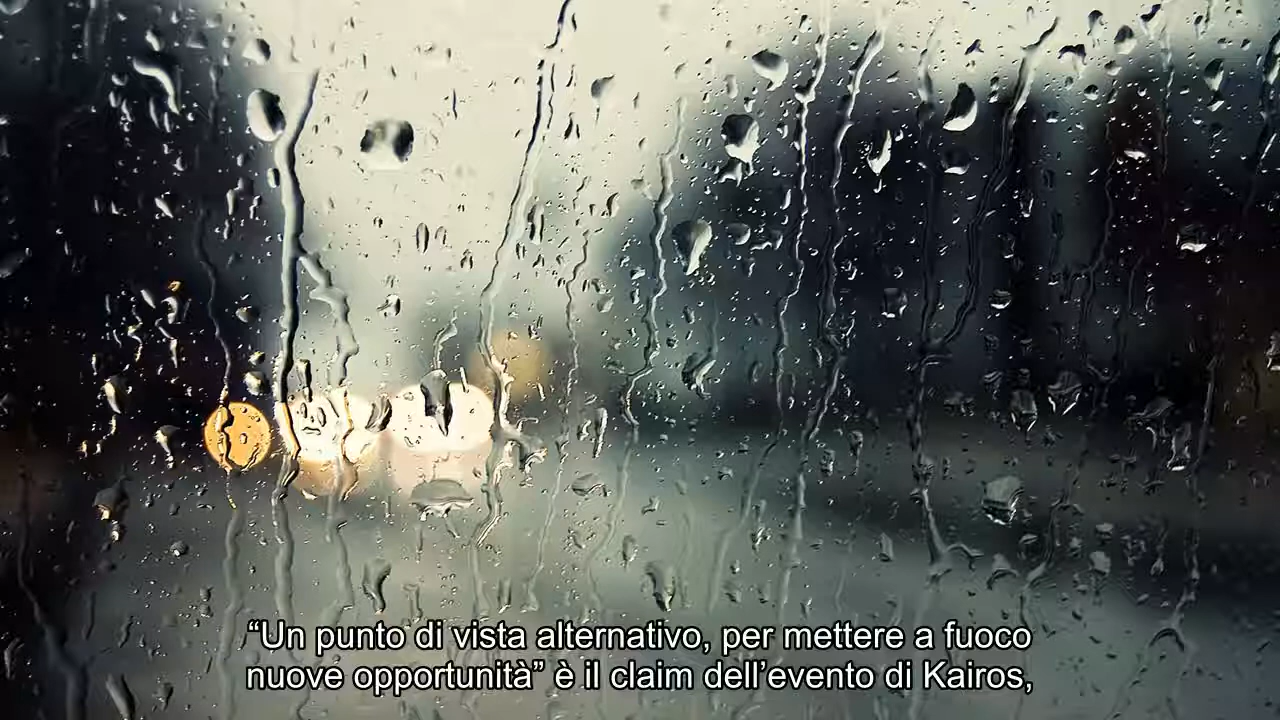 “Un punto di vista alternativo, per mettere a fuoco
nuove opportunità” è il claim dell’evento di Kairos,